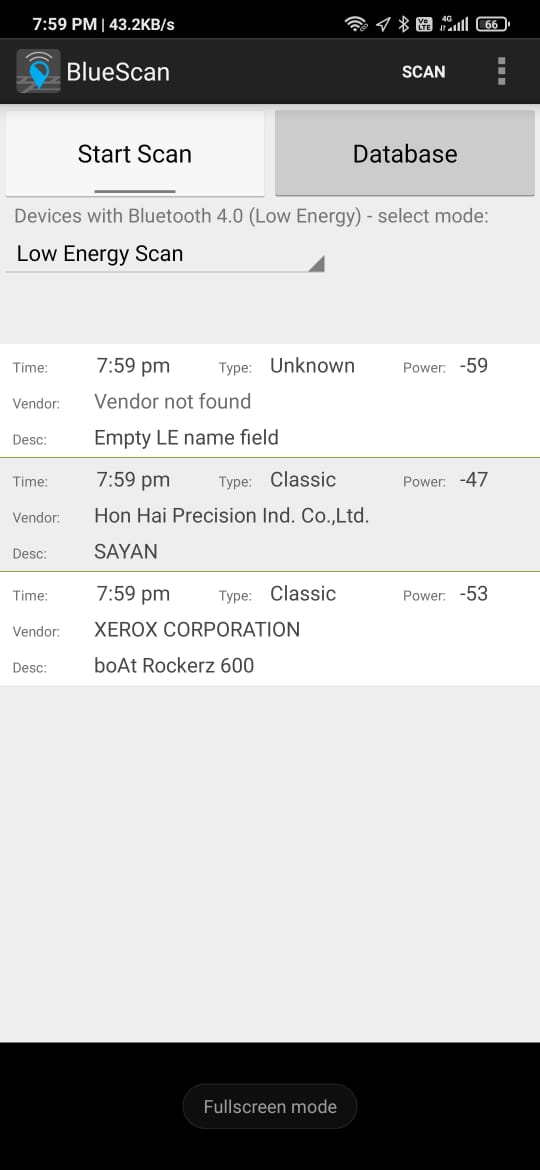 7:59 PM | 43.2KB/s Vo LTE 4G 66
BlueScan SCAN
Start Scan Database
Devices with Bluetooth 4.0 (Low Energy) - select mode:
Low Energy Scan
Time: 7:59 pm Type: Unknown Power: -59
Vendor: Vendor not found
Desc: Empty LE name field
Time: 7:59 pm Type: Classic Power: -47
Vendor: Hon Hai Precision Ind. Co.,Ltd.
Desc: SAYAN
Time: 7:59 pm Type: Classic Power: -53
Vendor: XEROX CORPORATION
Desc: boAt Rockerz 600
Fullscreen mode